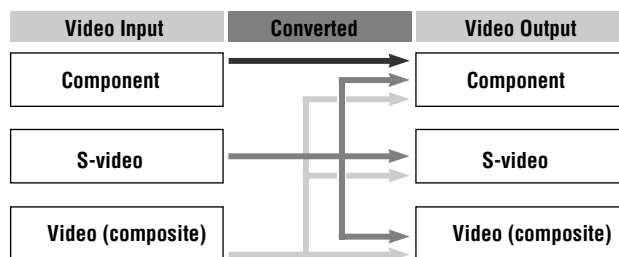 Video Input Converted Video Output
Component Component
S-video S-video
Video (composite) Video (composite)